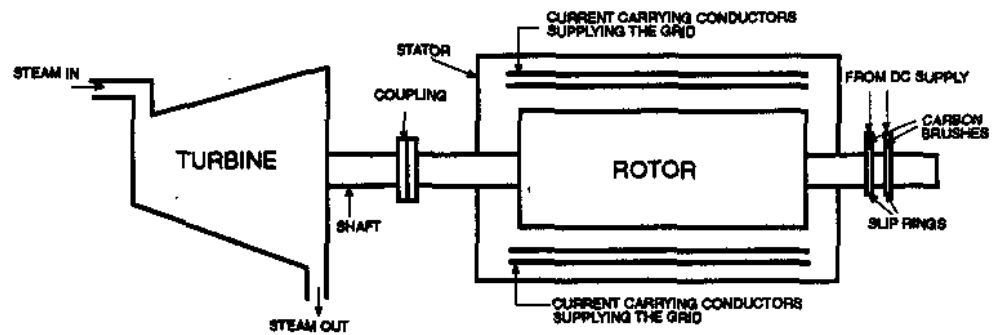 CURRENT CARRYING CONDUCTORS
SUPPLYING THE GRID
STATOR
STEAM IN
COUPLING
FROM DC SUPPLY
CARBON
BRUSHES
TURBINE
ROTOR
SHAFT
SLIP RINGS
STEAM OUT
CURRENT CARRYING CONDUCTORS
SUPPLYING THE GRID